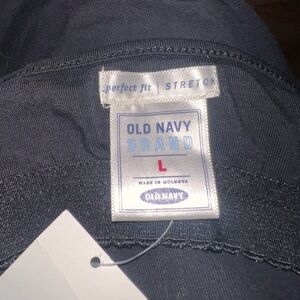 perfect fit | STRETCH
OLD NAVY
BRAND
L
MADE IN MOLDOVA
OLD NAVY